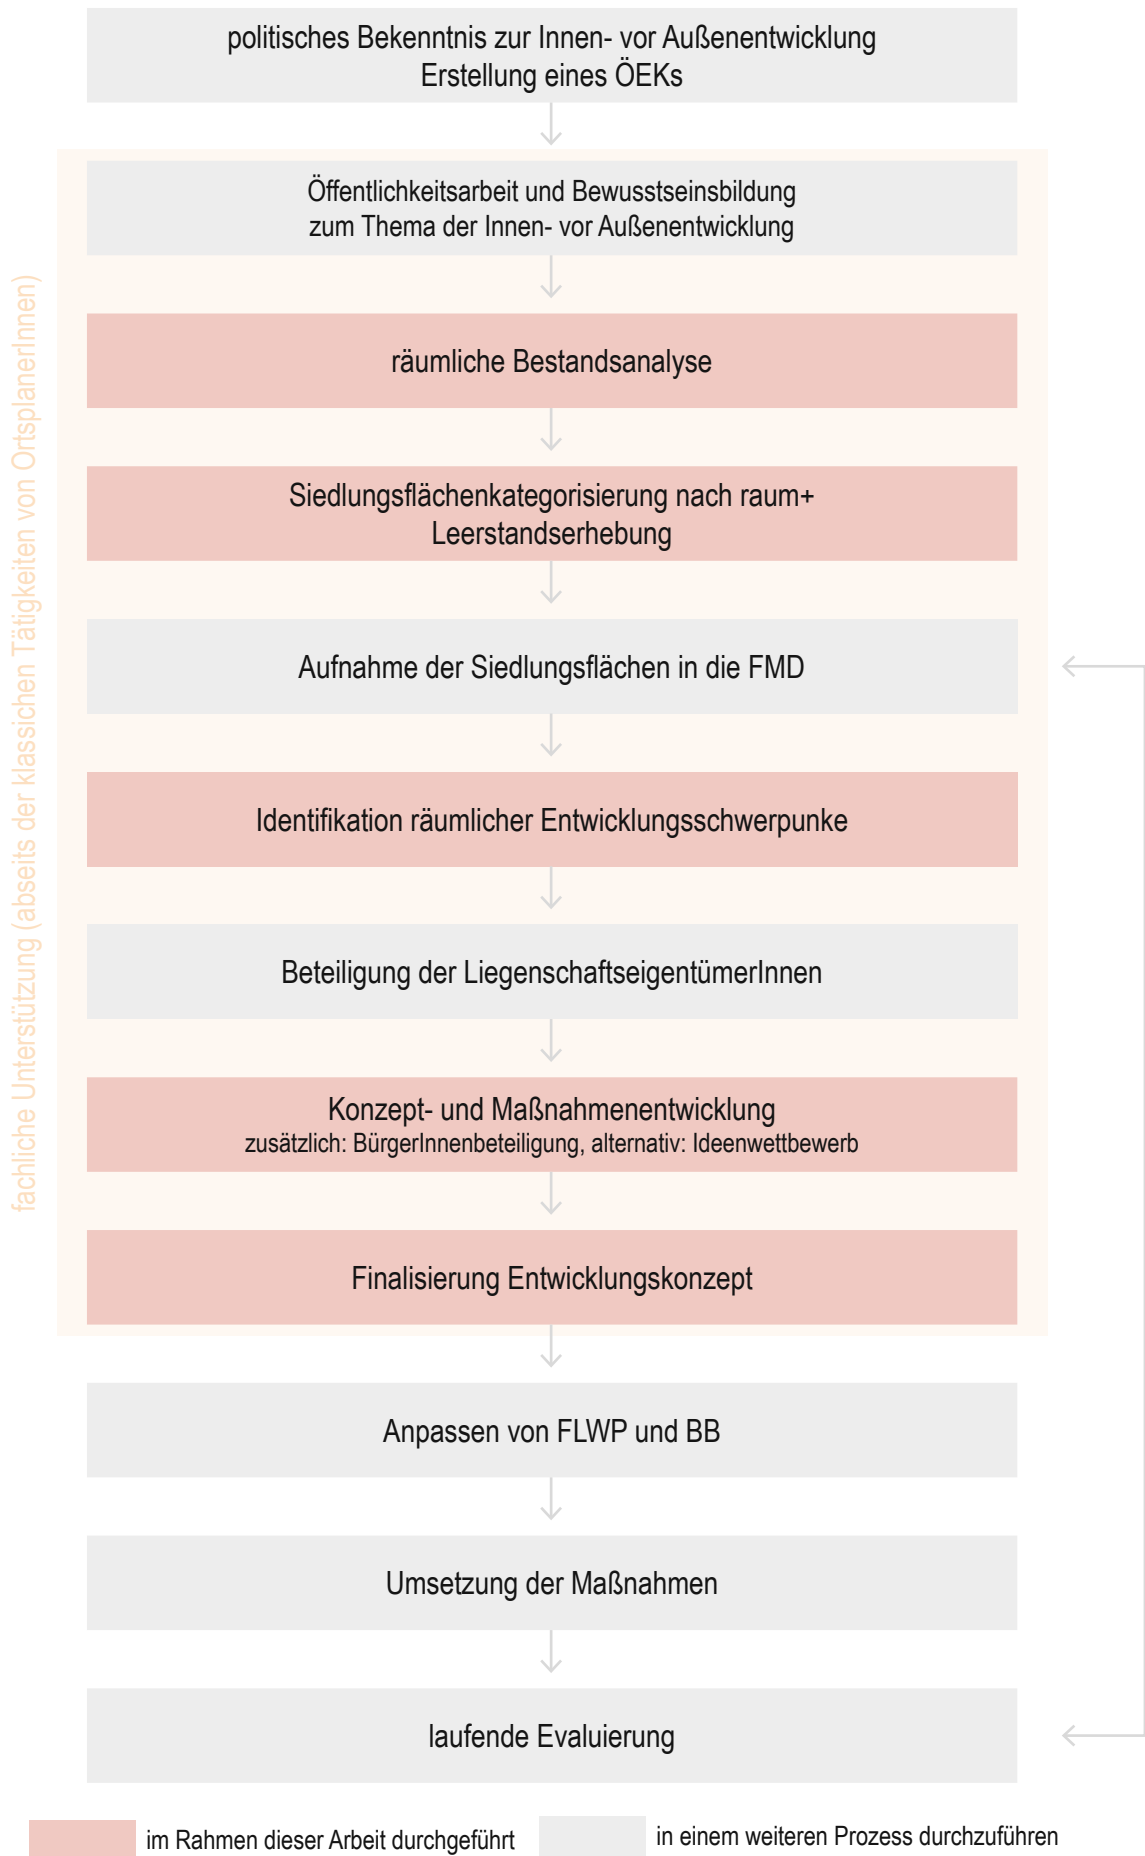 politisches Bekenntnis zur Innen- vor Außenentwicklung
Erstellung eines ÖEKs
Öffentlichkeitsarbeit und Bewusstseinsbildung
zum Thema der Innen- vor Außenentwicklung
fachliche Unterstützung (abseits der klassichen Tätigkeiten von OrtsplanerInnen)
räumliche Bestandsanalyse
Siedlungsflächenkategorisierung nach raum+
Leerstandserhebung
Aufnahme der Siedlungsflächen in die FMD
Identifikation räumlicher Entwicklungsschwerpunke
Beteiligung der LiegenschaftseigentümerInnen
Konzept- und Maßnahmenentwicklung
zusätzlich: BürgerInnenbeteiligung, alternativ: Ideenwettbewerb
Finalisierung Entwicklungskonzept
Anpassen von FLWP und BB
Umsetzung der Maßnahmen
laufende Evaluierung
im Rahmen dieser Arbeit durchgeführt
in einem weiteren Prozess durchzuführen